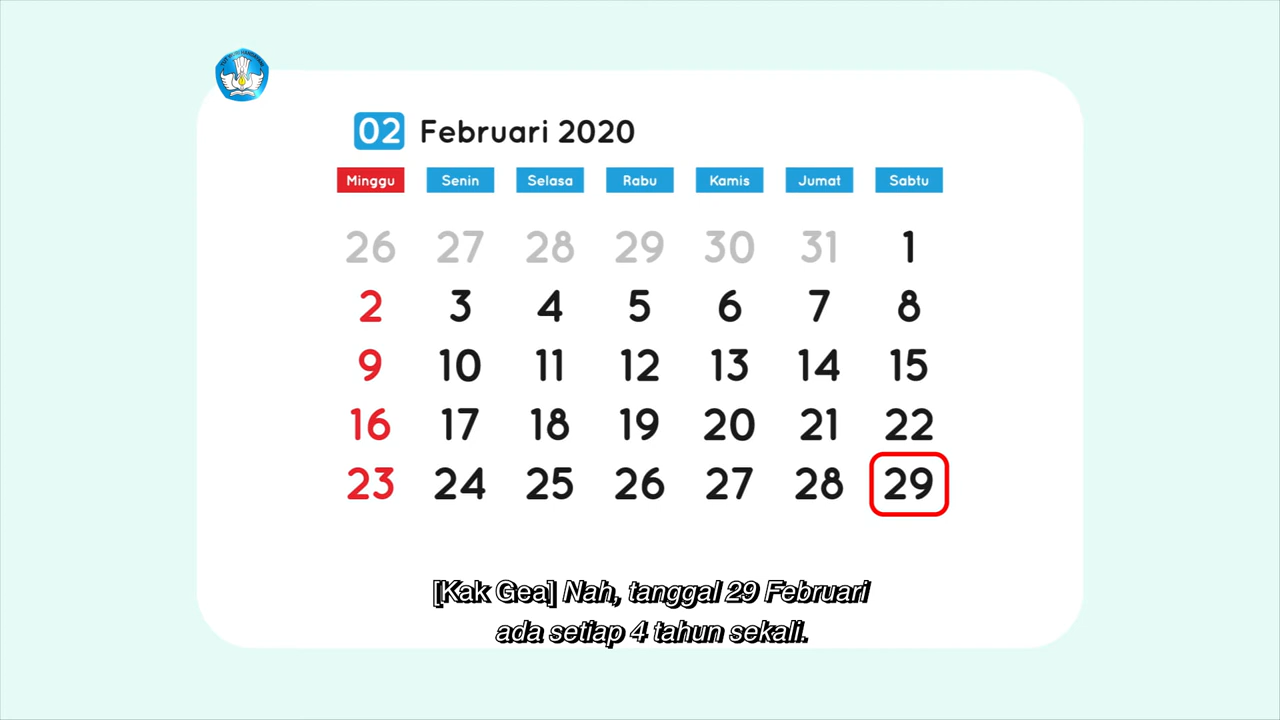 02 Februari 2020
Minggu Senin Selasa Rabu Kamis Jumat Sabtu
26 27 28 29 30 31 1
2 3 4 5 6 7 8
9 10 11 12 13 14 15
16 17 18 19 20 21 22
23 24 25 26 27 28 29
[Kak Gea] Nah, tanggal 29 Februari
ada setiap 4 tahun sekali.